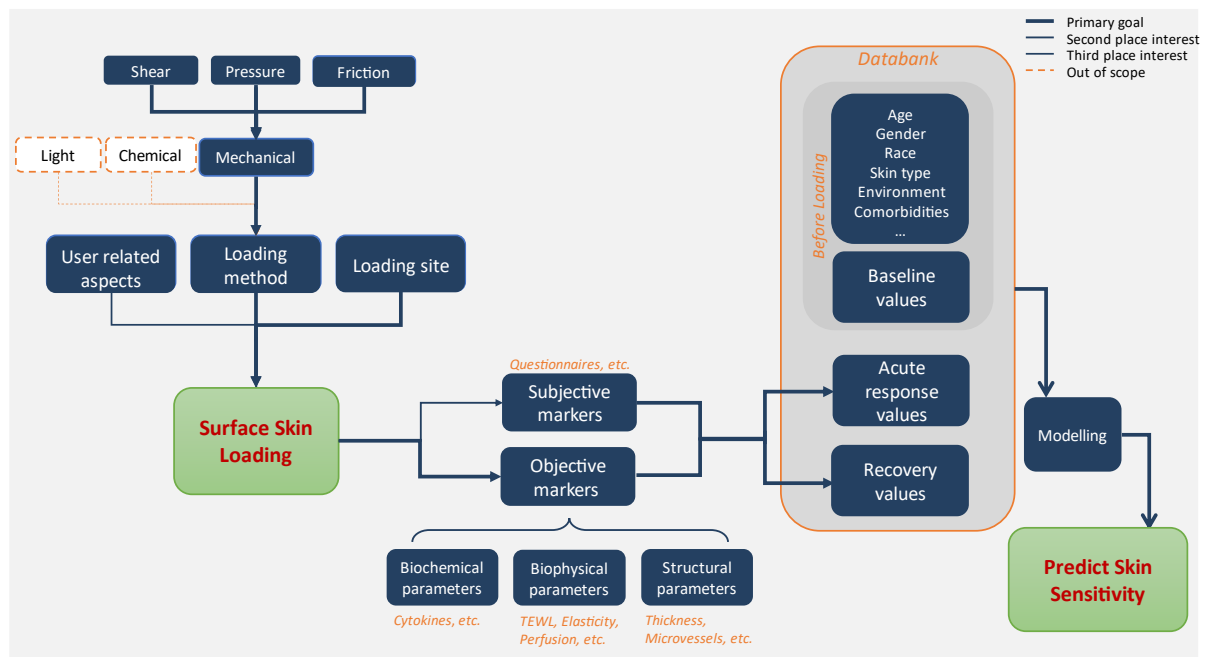 Primary goal
Second place interest
Third place interest
Out of scope
Shear
Pressure
Friction
Light
Chemical
Mechanical
User related
aspects
Loading
method
Loading site
Surface Skin
Loading
Questionnaires, etc.
Subjective
markers
Objective
markers
Biochemical
parameters
Biophysical
parameters
Structural
parameters
Cytokines, etc.
TEWL, Elasticity,
Perfusion, etc.
Thickness,
Microvessels, etc.
Databank
Before Loading
Age
Gender
Race
Skin type
Environment
Comorbidities
...
Baseline
values
Acute
response
values
Recovery
values
Modelling
Predict Skin
Sensitivity